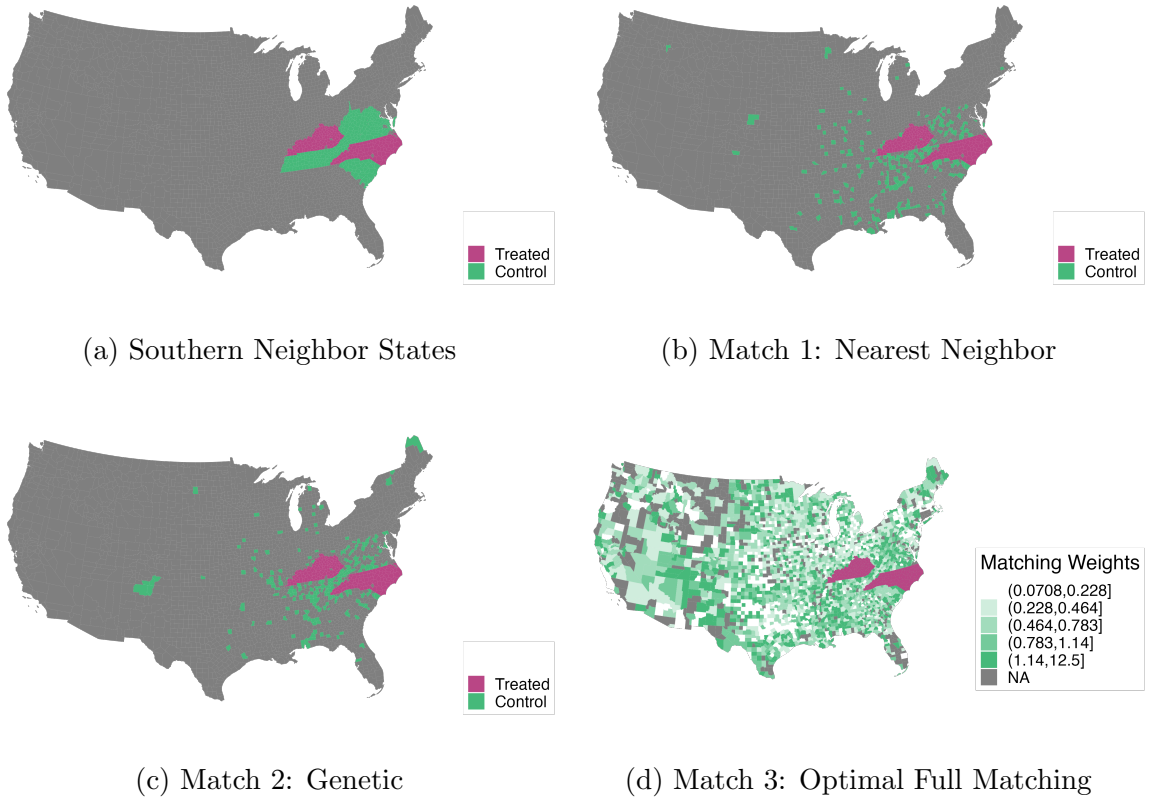 Treated
Control
(a) Southern Neighbor States
Treated
Control
(b) Match 1: Nearest Neighbor
Treated
Control
(c) Match 2: Genetic
Matching Weights
(0.0708,0.228]
(0.228,0.464]
(0.464,0.783]
(0.783,1.14]
(1.14,12.5]
NA
(d) Match 3: Optimal Full Matching